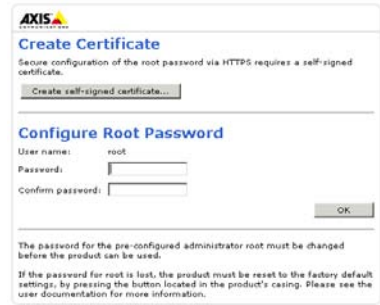 AXIS
COMMUNICATIONS
Create Certificate
Secure configuration of the root password via HTTPS requires a self-signed
certificate.
Create self-signed certificate...
Configure Root Password
User name: root
Password:
Confirm password:
OK
The password for the pre-configured administrator root must be changed
before the product can be used.
If the password for root is lost, the product must be reset to the factory default
settings, by pressing the button located in the product's casing. Please see the
user documentation for more information.